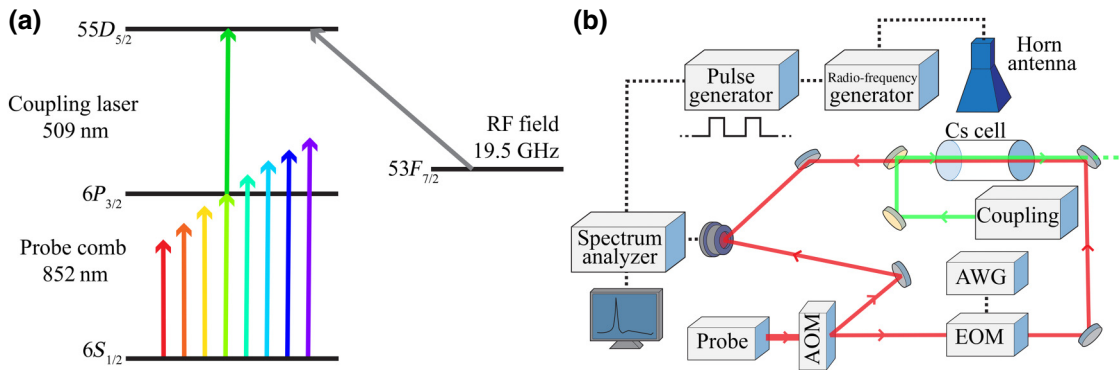 (a)
55D5/2
Coupling laser
509 nm
RF field
19.5 GHz
53F7/2
6P3/2
Probe comb
852 nm
6S1/2
(b)
Pulse
generator
Radio-frequency
generator
Horn
antenna
Cs cell
Coupling
Spectrum
analyzer
AWG
Probe
AOM
EOM